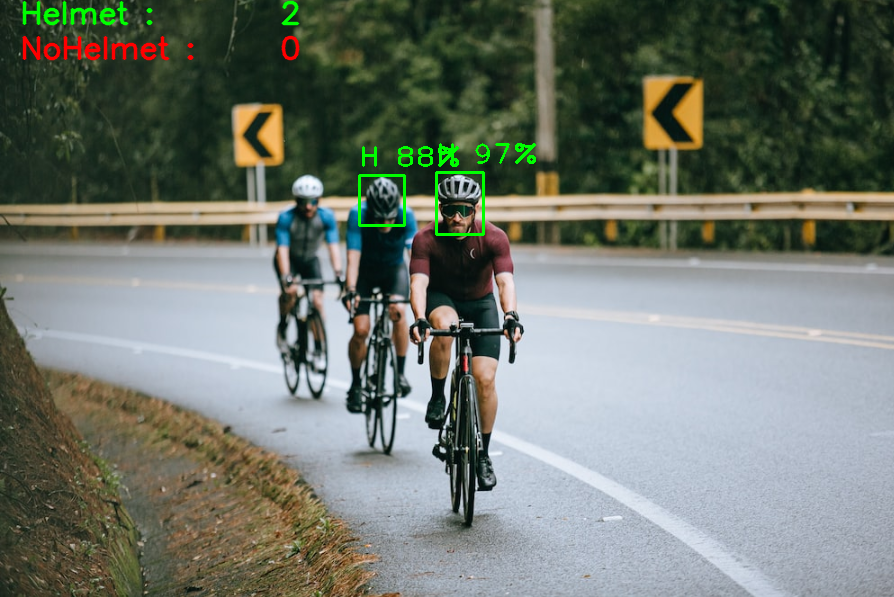 Helmet : 2
NoHelmet : 0
H 88% 97%